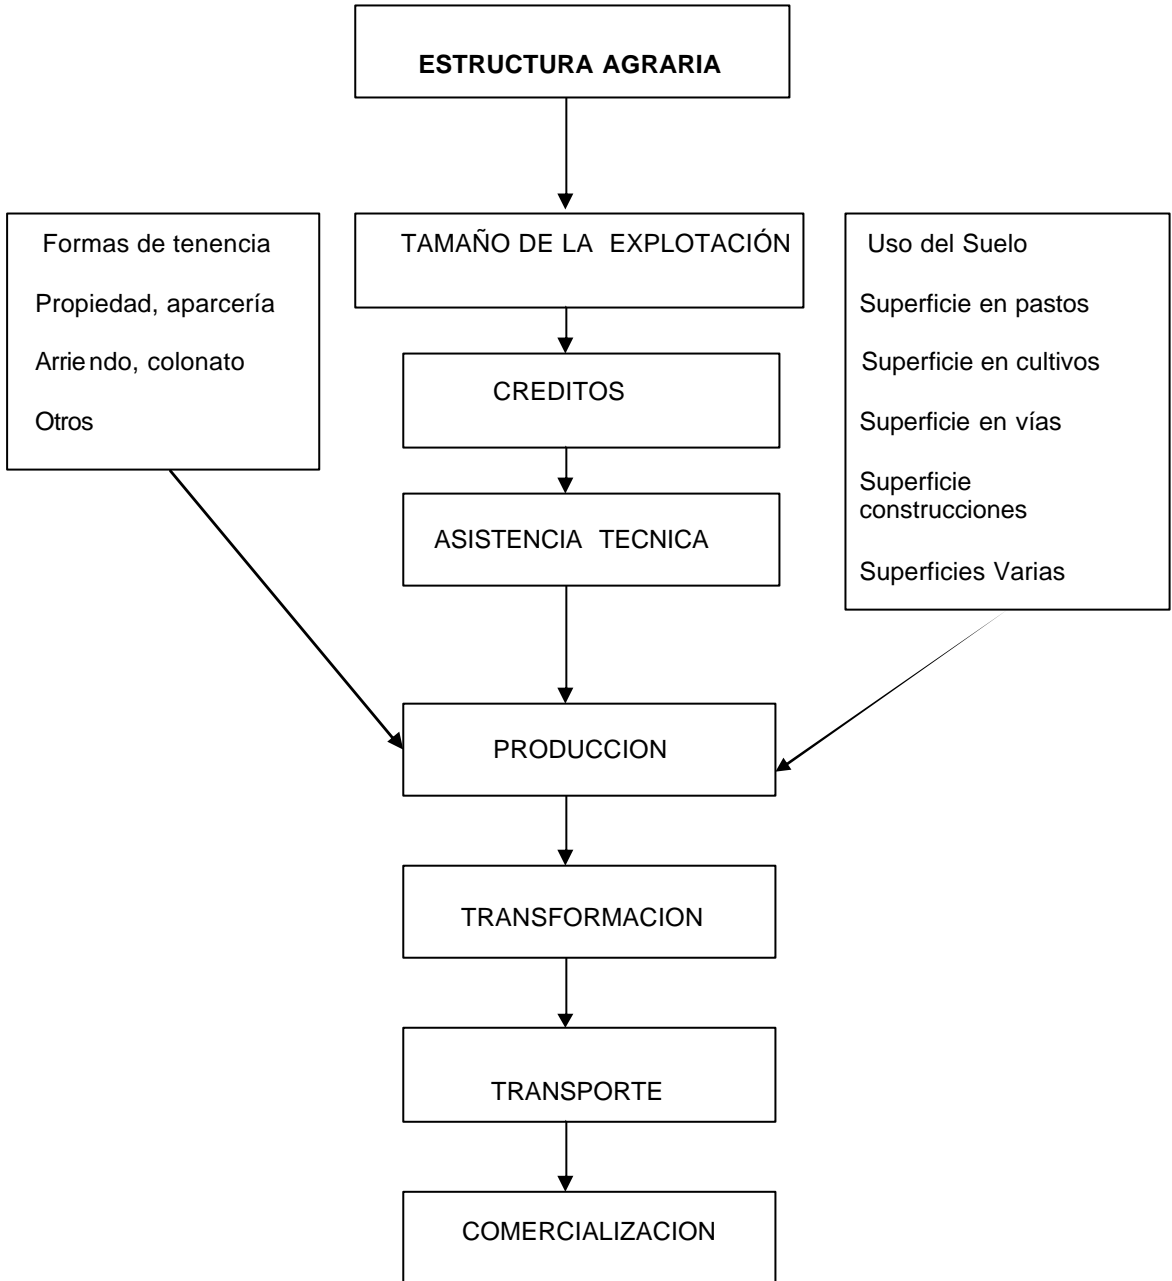 ESTRUCTURA AGRARIA
Formas de tenencia
Propiedad, aparcería
Arriendo, colonato
Otros
TAMAÑO DE LA EXPLOTACIÓN
CREDITOS
ASISTENCIA TECNICA
Uso del Suelo
Superficie en pastos
Superficie en cultivos
Superficie en vías
Superficie
construcciones
Superficies Varias
PRODUCCION
TRANSFORMACION
TRANSPORTE
COMERCIALIZACION